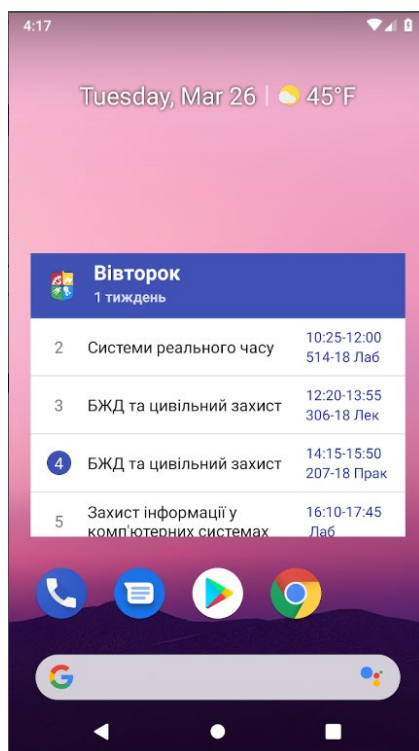 4:17
Tuesday, Mar 26 | 45°F
Вівторок
1 тиждень
2 Системи реального часу 10:25-12:00
514-18 Лаб
3 БЖД та цивільний захист 12:20-13:55
306-18 Лек
4 БЖД та цивільний захист 14:15-15:50
207-18 Прак
5 Захист інформації у 16:10-17:45
комп'ютерних системах Лаб